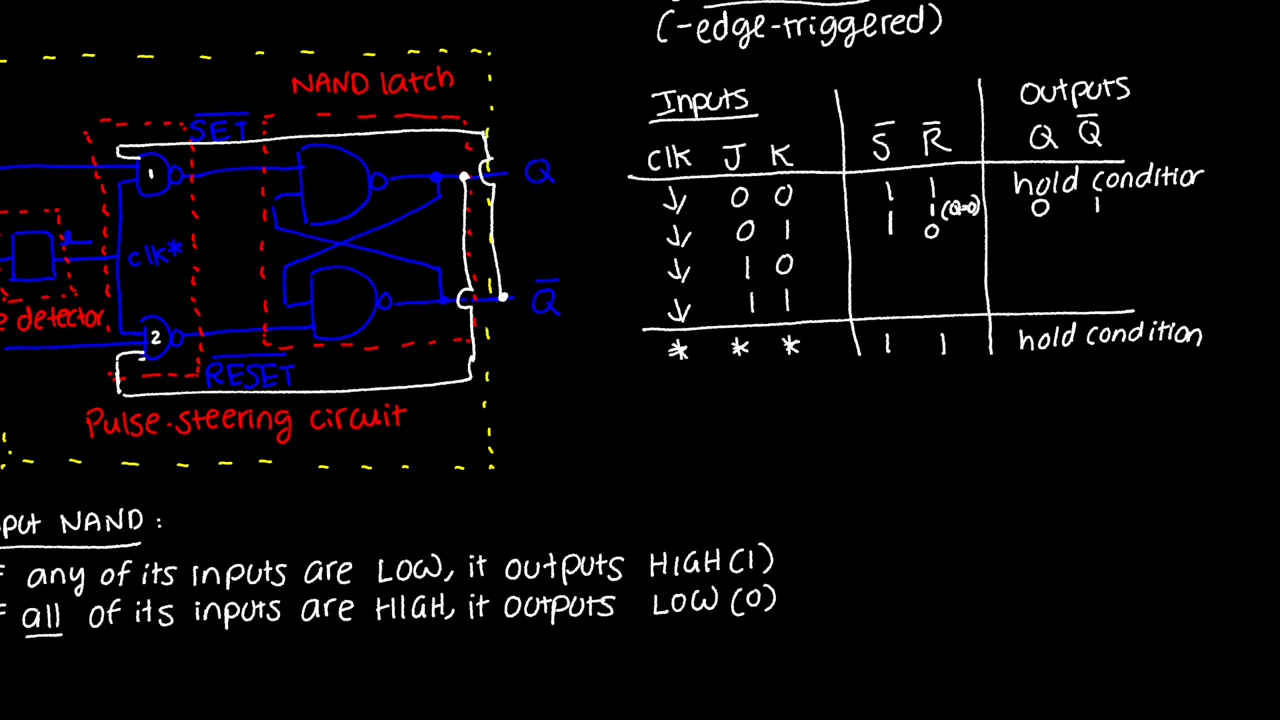 (-edge-triggered)
NAND latch
SET
1
Q
clk*
Q
e detector
2
RESET
Pulse-steering circuit
Inputs
Outputs
clk J K S R Q Q
↓ 0 0 1 1 hold condition
↓ 0 1 1 1 (Q=0) 0 0 1
↓ 1 0
↓ 1 1
* * * 1 1 hold condition
put NAND:
any of its inputs are LOW, it outputs HIGH (1)
all of its inputs are HIGH, it outputs LOW (0)